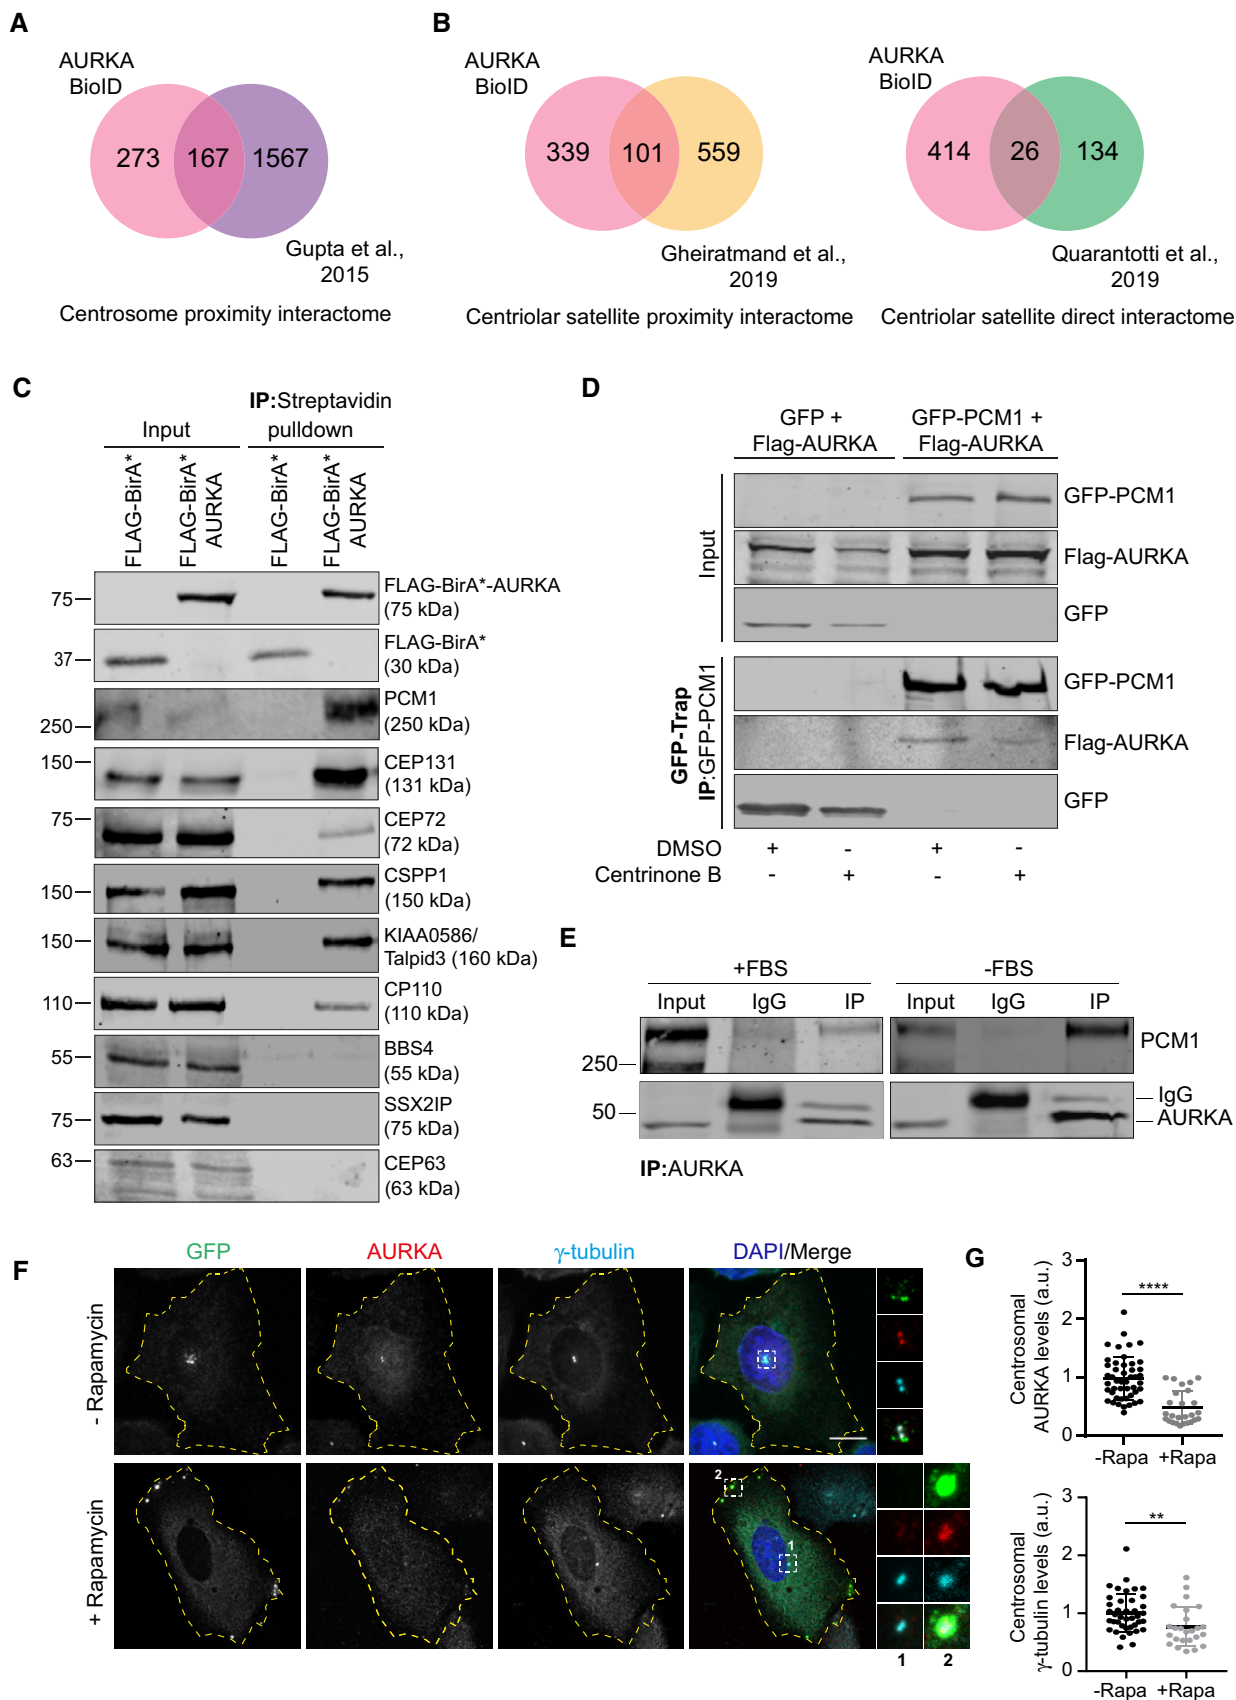 A
AURKA
BioID
273 167 1567
Gupta et al.,
2015
Centrosome proximity interactome
B
AURKA
BioID
339 101 559
Gheiratmand et al.,
2019
Centriolar satellite proximity interactome
AURKA
BioID
414 26 134
Quarantotti et al.,
2019
Centriolar satellite direct interactome
C
IP:Streptavidin
Input pulldown
FLAG-BirA*
FLAG-BirA*
AURKA
FLAG-BirA*
FLAG-BirA*
AURKA
75 FLAG-BirA*-AURKA
(75 kDa)
37 FLAG-BirA*
(30 kDa)
PCM1
250 (250 kDa)
150 CEP131
(131 kDa)
75 CEP72
(72 kDa)
CSPP1
150 (150 kDa)
150 KIAA0586/
Talpid3 (160 kDa)
110 CP110
(110 kDa)
55 BBS4
(55 kDa)
75 SSX2IP
(75 kDa)
63 CEP63
(63 kDa)
D
GFP +
Flag-AURKA
GFP-PCM1 +
Flag-AURKA
Input
GFP-PCM1
Flag-AURKA
GFP
GFP-Trap
IP:GFP-PCM1
GFP-PCM1
Flag-AURKA
GFP
DMSO + - + -
Centrinone B - + - +
E
+FBS -FBS
Input IgG IP Input IgG IP
PCM1
250
50
IgG
AURKA
IP:AURKA
F
GFP AURKA γ-tubulin DAPI/Merge
- Rapamycin
+ Rapamycin
2
1
1 2
G
Centrosomal
AURKA levels (a.u.)
3
2
1
0
****
-Rapa +Rapa
Centrosomal
γ-tubulin levels (a.u.)
3
2
1
0
**
-Rapa +Rapa